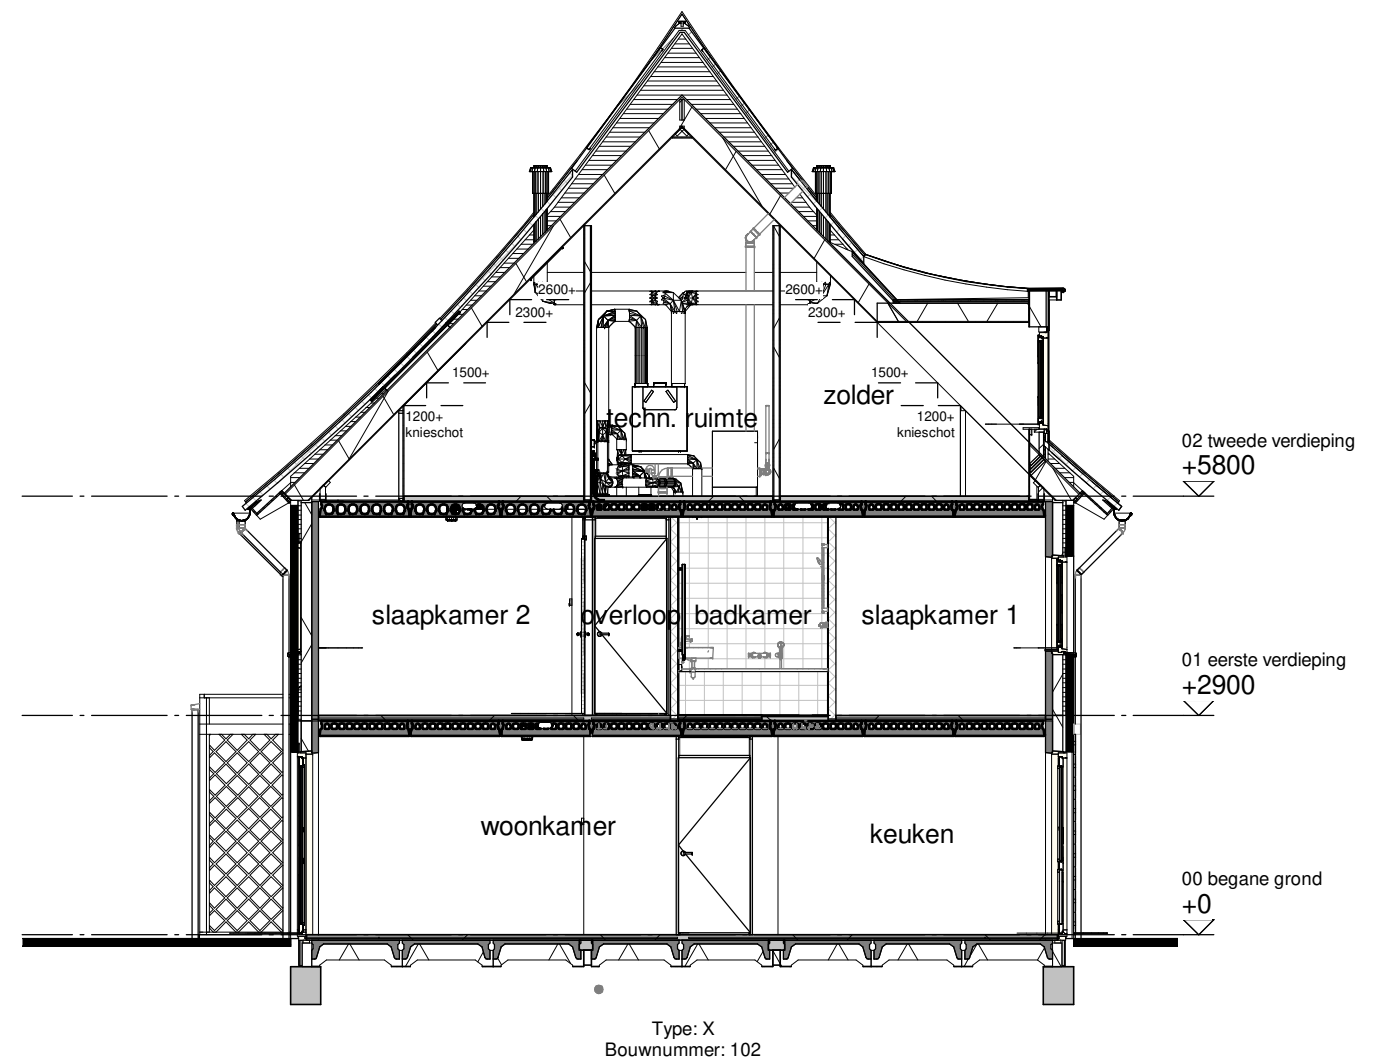 2600+
2600+
2300+
2300+
1500+
1500+
zolder
1200+
knieschot
techn. ruimte
1200+
knieschot
02 tweede verdieping
+5800
slaapkamer 2
overloop
badkamer
slaapkamer 1
01 eerste verdieping
+2900
woonkamer
keuken
00 begane grond
+0
Type: X
Bouwnummer: 102